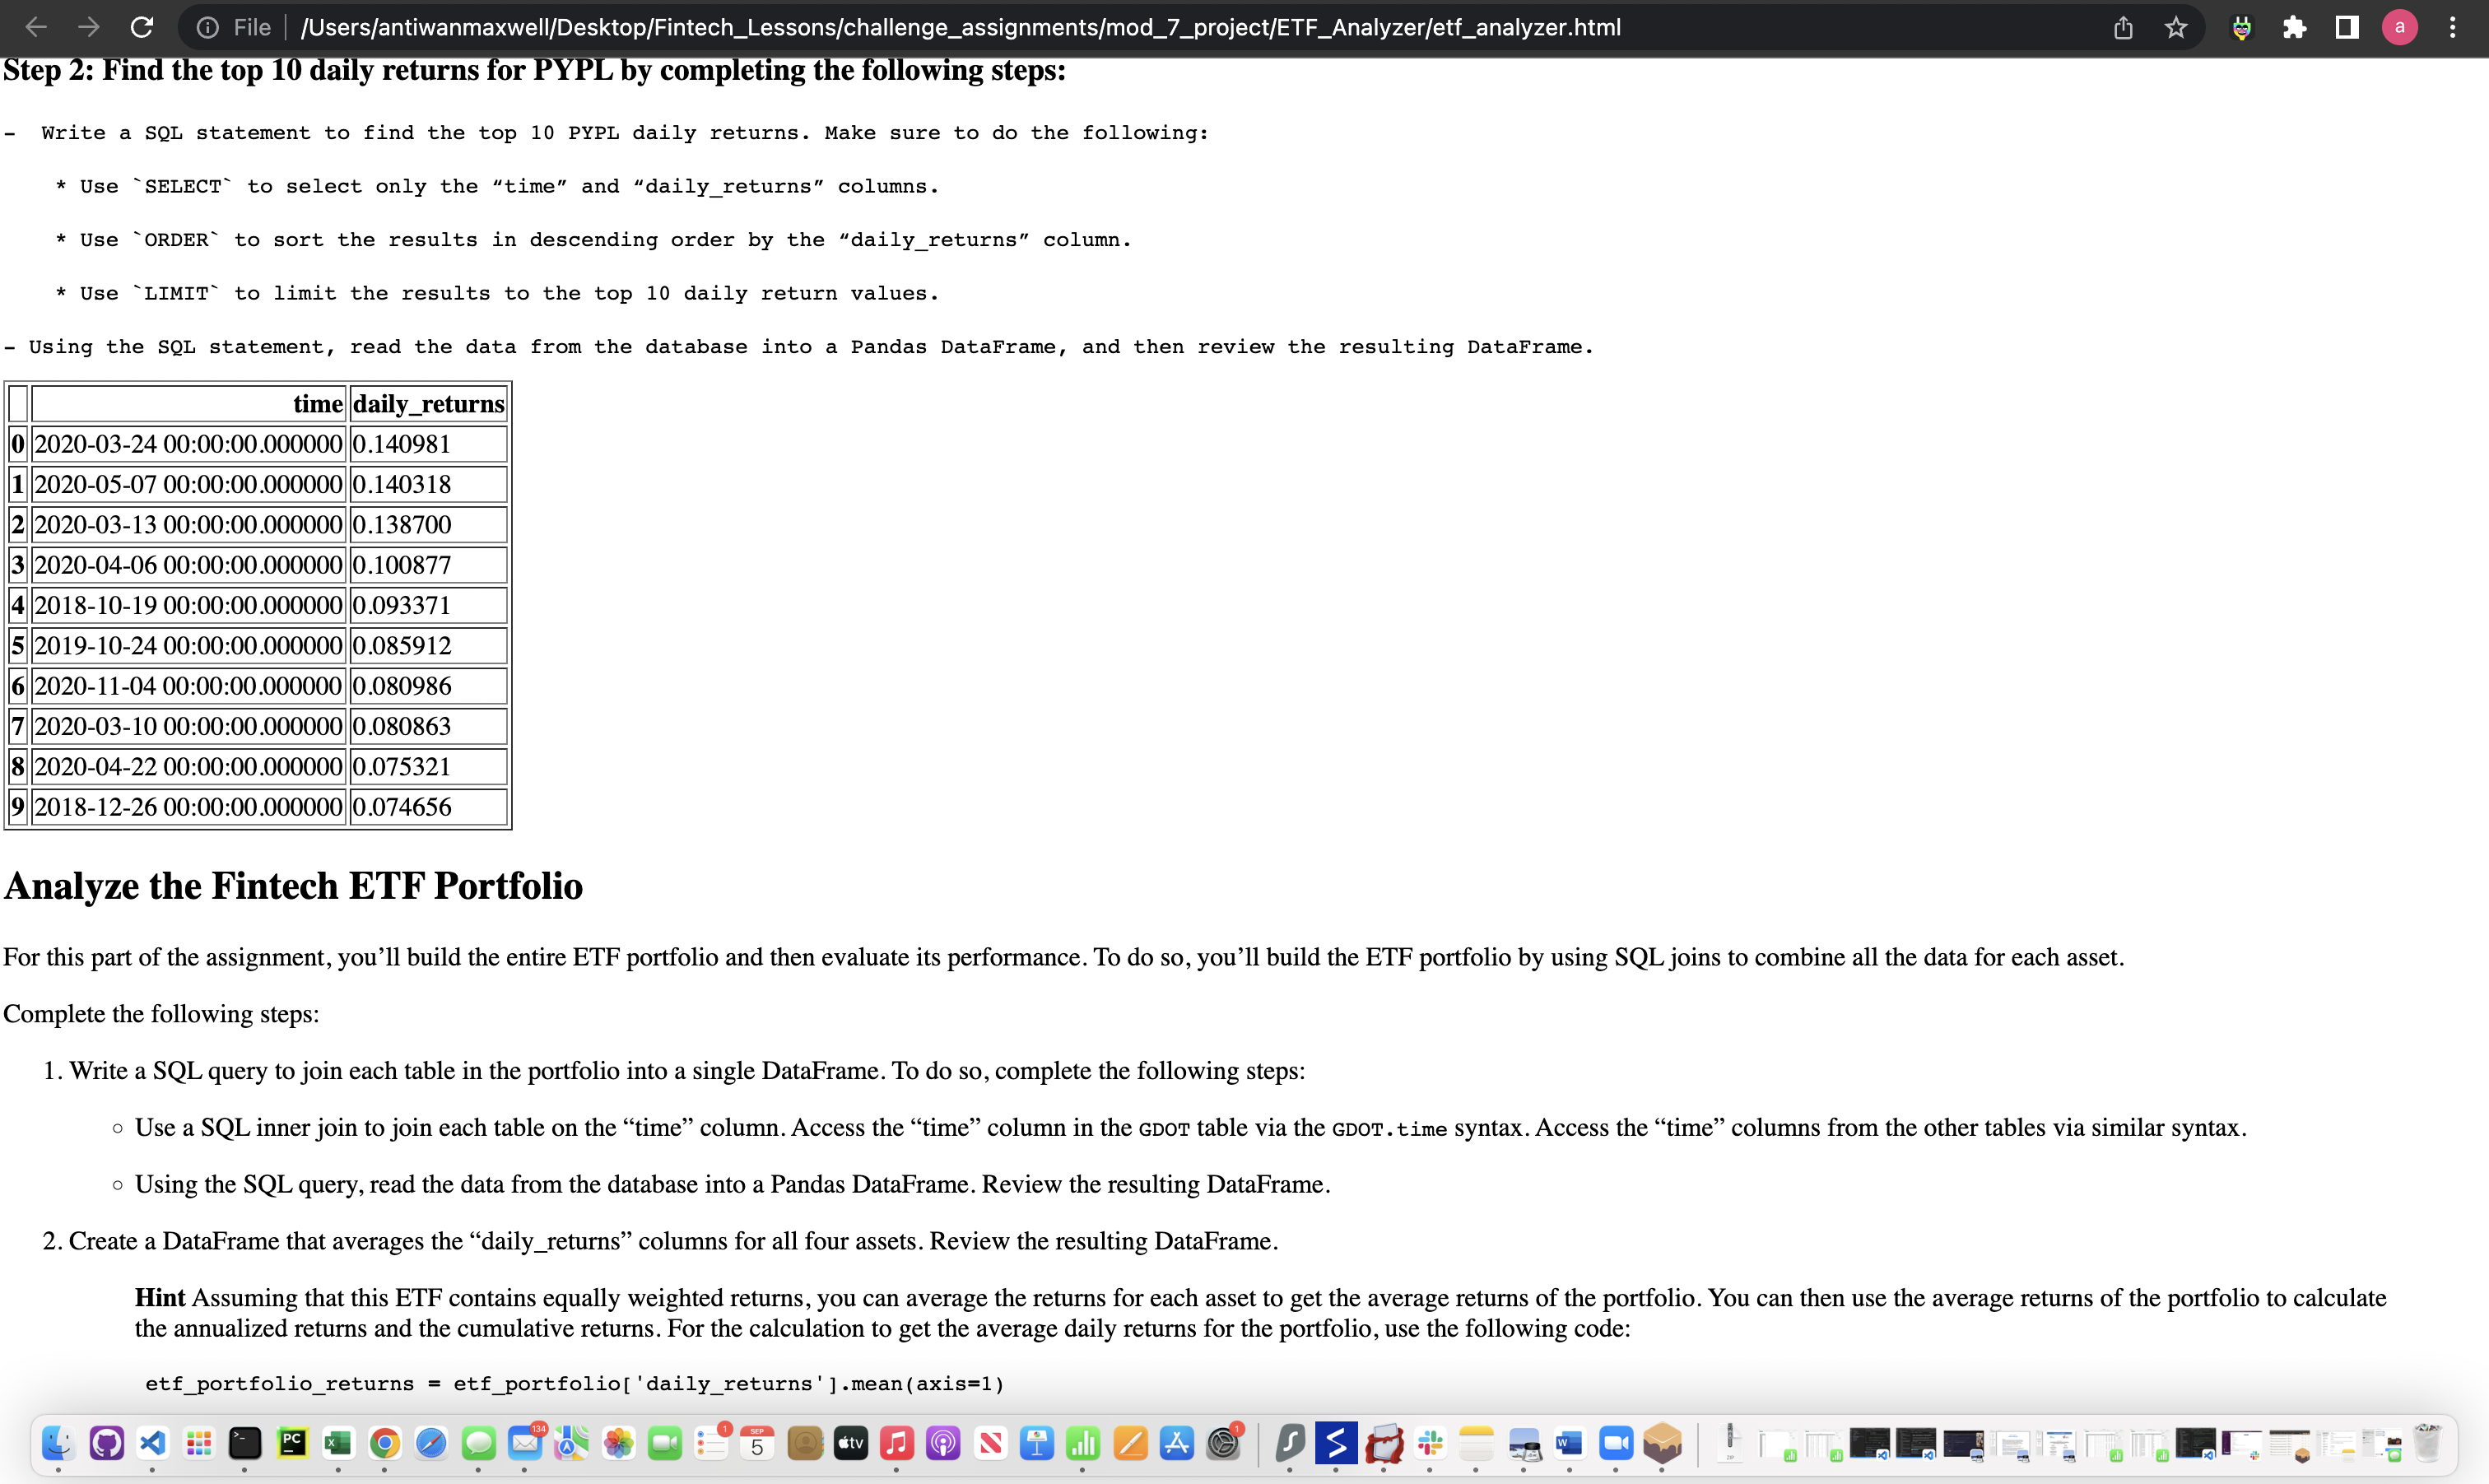 File /Users/antiwanmaxwell/Desktop/Fintech_Lessons/challenge_assignments/mod_7_project/ETF_Analyzer/etf_analyzer.html
a
Step 2: Find the top 10 daily returns for PYPL by completing the following steps:
- Write a SQL statement to find the top 10 PYPL daily returns. Make sure to do the following:
* Use `SELECT` to select only the “time” and “daily_returns” columns.
* Use `ORDER` to sort the results in descending order by the “daily_returns” column.
* Use `LIMIT` to limit the results to the top 10 daily return values.
- Using the SQL statement, read the data from the database into a Pandas DataFrame, and then review the resulting DataFrame.
time daily_returns
0 2020-03-24 00:00:00.000000 0.140981
1 2020-05-07 00:00:00.000000 0.140318
2 2020-03-13 00:00:00.000000 0.138700
3 2020-04-06 00:00:00.000000 0.100877
4 2018-10-19 00:00:00.000000 0.093371
5 2019-10-24 00:00:00.000000 0.085912
6 2020-11-04 00:00:00.000000 0.080986
7 2020-03-10 00:00:00.000000 0.080863
8 2020-04-22 00:00:00.000000 0.075321
9 2018-12-26 00:00:00.000000 0.074656
Analyze the Fintech ETF Portfolio
For this part of the assignment, you’ll build the entire ETF portfolio and then evaluate its performance. To do so, you’ll build the ETF portfolio by using SQL joins to combine all the data for each asset.
Complete the following steps:
1. Write a SQL query to join each table in the portfolio into a single DataFrame. To do so, complete the following steps:
○ Use a SQL inner join to join each table on the “time” column. Access the “time” column in the GDOT table via the GDOT.time syntax. Access the “time” columns from the other tables via similar syntax.
○ Using the SQL query, read the data from the database into a Pandas DataFrame. Review the resulting DataFrame.
2. Create a DataFrame that averages the “daily_returns” columns for all four assets. Review the resulting DataFrame.
Hint Assuming that this ETF contains equally weighted returns, you can average the returns for each asset to get the average returns of the portfolio. You can then use the average returns of the portfolio to calculate
the annualized returns and the cumulative returns. For the calculation to get the average daily returns for the portfolio, use the following code:
etf_portfolio_returns = etf_portfolio['daily_returns'].mean(axis=1)
PC 134 1 SEP 5 tv 1 W ZIP